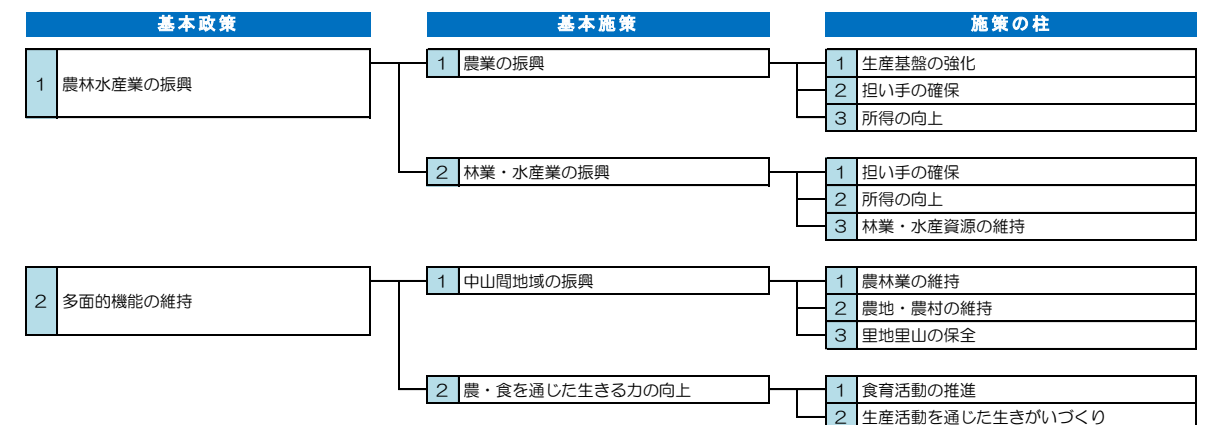 基本政策 基本施策 施策の柱
1 農林水産業の振興
1 農業の振興
1 生産基盤の強化
2 担い手の確保
3 所得の向上
2 林業・水産業の振興
1 担い手の確保
2 所得の向上
3 林業・水産資源の維持
2 多面的機能の維持
1 中山間地域の振興
1 農林業の維持
2 農地・農村の維持
3 里地里山の保全
2 農・食を通じた生きる力の向上
1 食育活動の推進
2 生産活動を通じた生きがいづくり